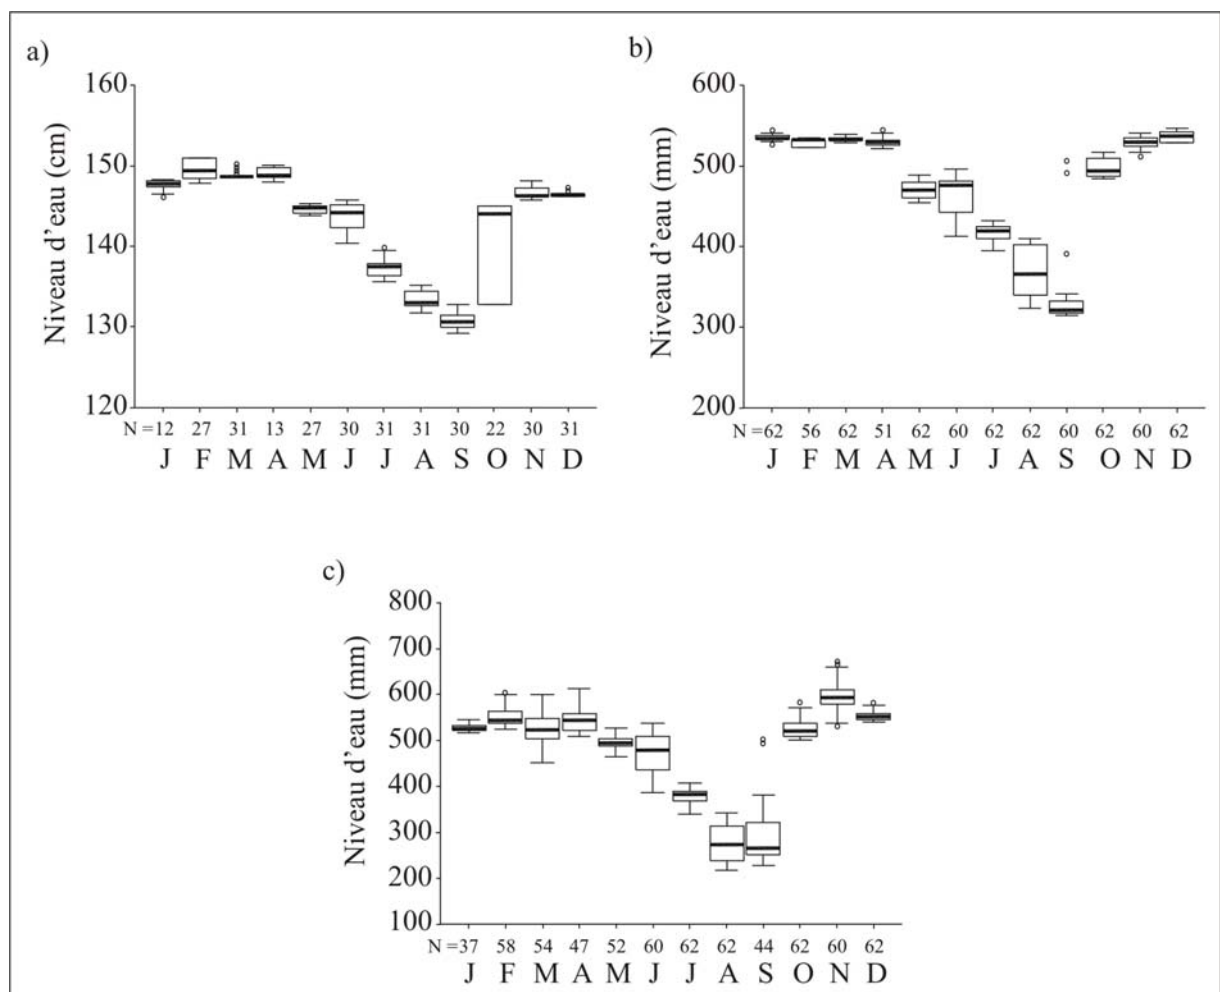 a)
160
150
140
130
120
Niveau d'eau (cm)
N =12 27 31 13 27 30 31 31 30 22 30 31
J F M A M J J A S O N D
b)
600
500
400
300
200
Niveau d'eau (mm)
N =62 56 62 51 62 60 62 62 60 62 60 62
J F M A M J J A S O N D
c)
800
700
600
500
400
300
200
100
Niveau d'eau (mm)
N =37 58 54 47 52 60 62 62 44 62 60 62
J F M A M J J A S O N D